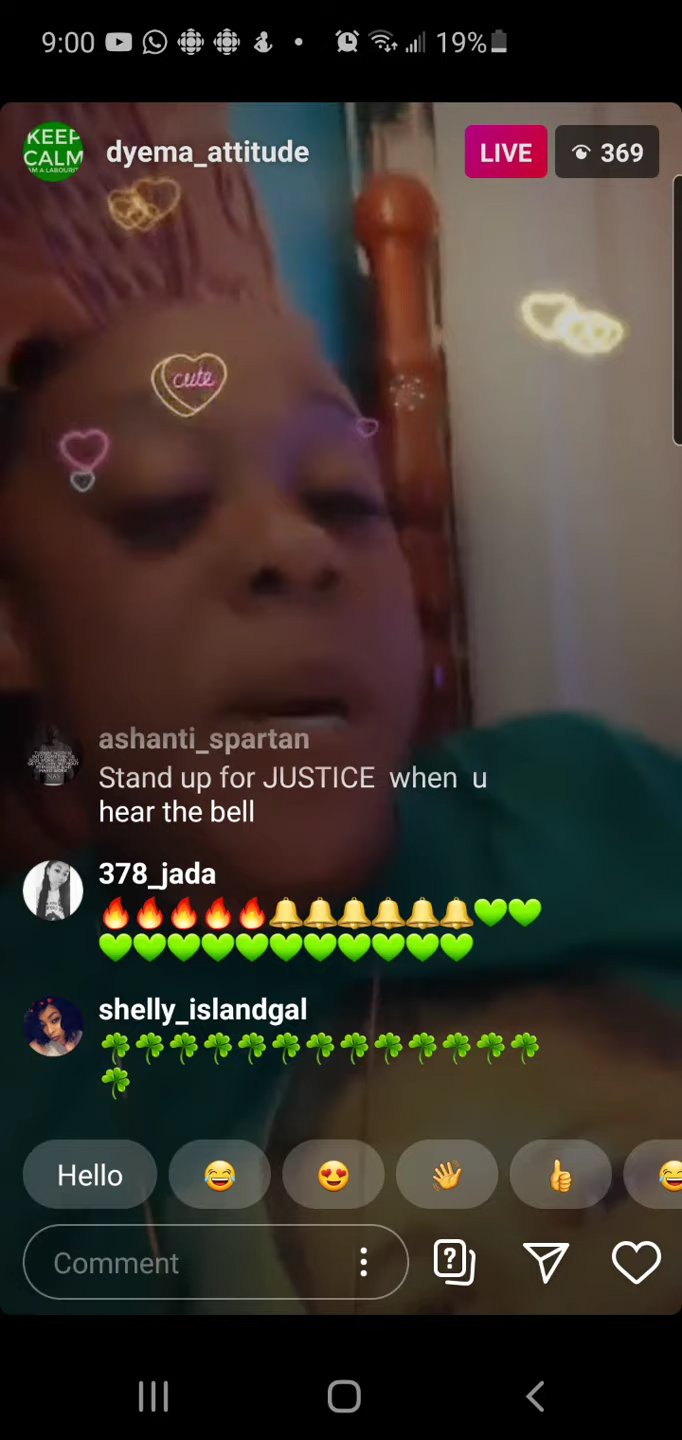 9:00
19%
KEEP
CALM
dyema_attitude
LIVE
369
cute
ashanti_spartan
Stand up for JUSTICE when u
hear the bell
378_jada
🔥🔥🔥🔥🔥🔔🔔🔔🔔🔔🔔💚💚
💚💚💚💚💚💚💚💚💚💚💚
shelly_islandgal
☘️☘️☘️☘️☘️☘️☘️☘️☘️☘️☘️☘️☘️
☘️
Hello
😂 😍 👋 👍 😂
Comment